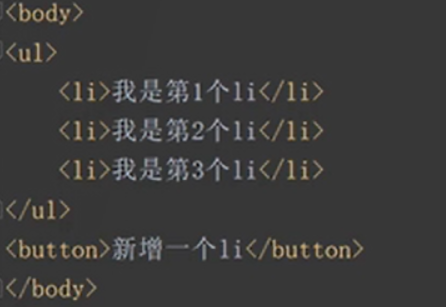 <body>
<ul>
<li>我是第1个li</li>
<li>我是第2个li</li>
<li>我是第3个li</li>
</ul>
<button>新增一个li</button>
</body>